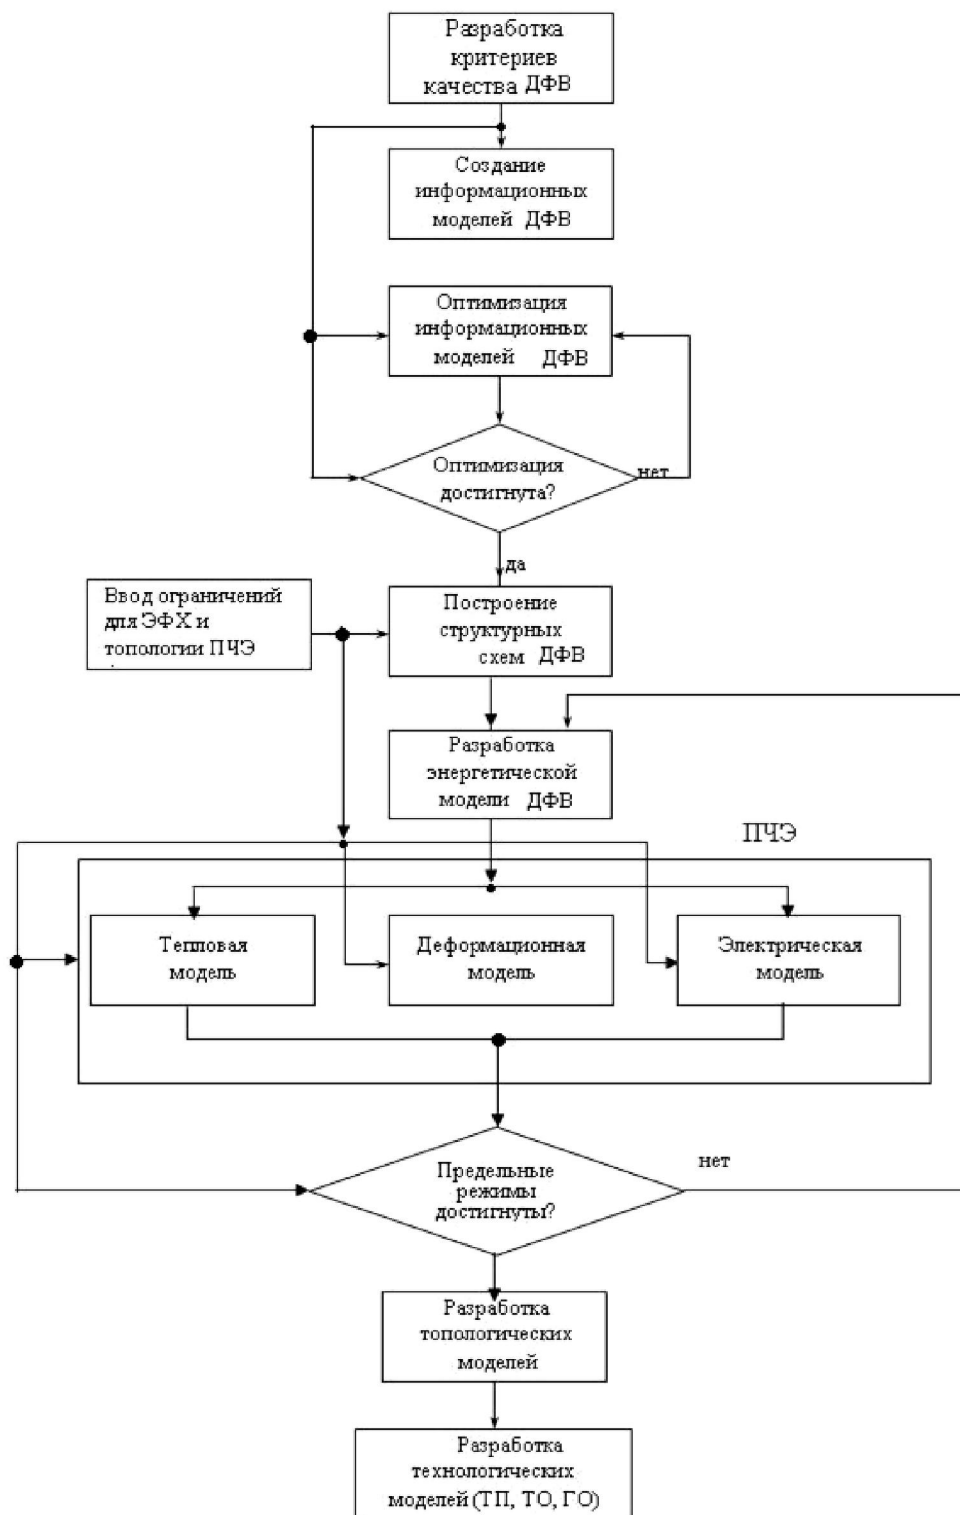 Разработка
критериев
качества ДФВ
Создание
информационных
моделей ДФВ
Оптимизация
информационных
моделей ДФВ
Оптимизация
достигнута?
нет
да
Ввод ограничений
для ЭФХ и
топологии ПЧЭ
Построение
структурных
схем ДФВ
Разработка
энергетической
модели ДФВ
ПЧЭ
Тепловая
модель
Деформационная
модель
Электрическая
модель
Предельные
режимы
достигнуты?
нет
Разработка
топологических
моделей
Разработка
технологических
моделей (ТП, ТО, ГО)